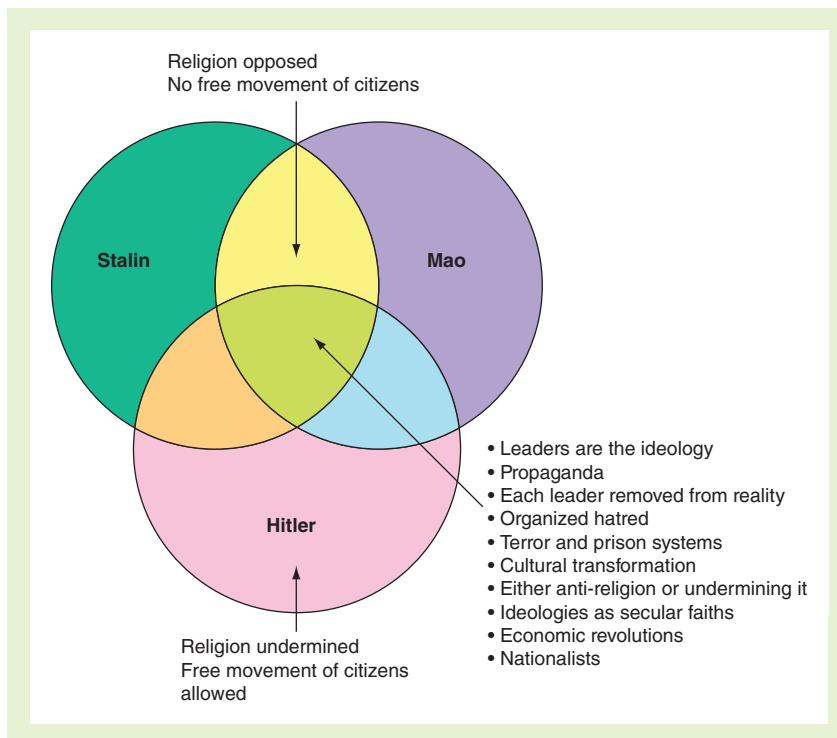 Religion opposed
No free movement of citizens
Stalin
Mao
Hitler
• Leaders are the ideology
• Propaganda
• Each leader removed from reality
• Organized hatred
• Terror and prison systems
• Cultural transformation
• Either anti-religion or undermining it
• Ideologies as secular faiths
• Economic revolutions
• Nationalists
Religion undermined
Free movement of citizens
allowed